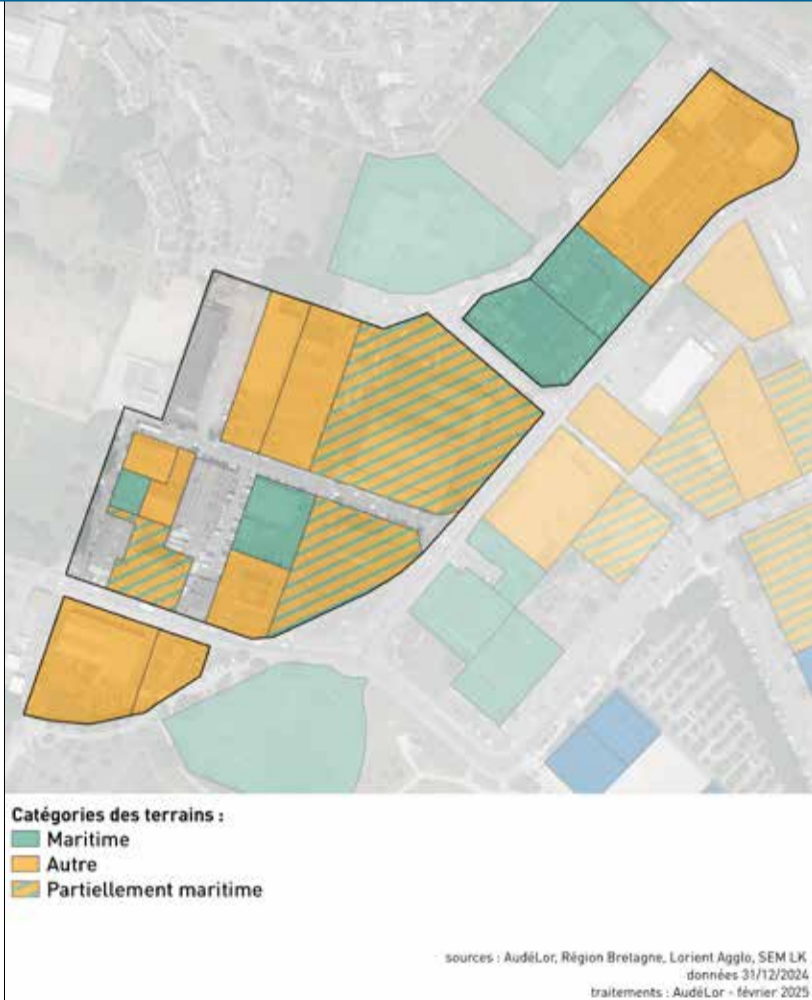 Catégories des terrains :
Maritime
Autre
Partiellement maritime
sources : AudéLor, Région Bretagne, Lorient Agglo, SEM LK
données 31/12/2024
traitements : AudéLor - février 2025